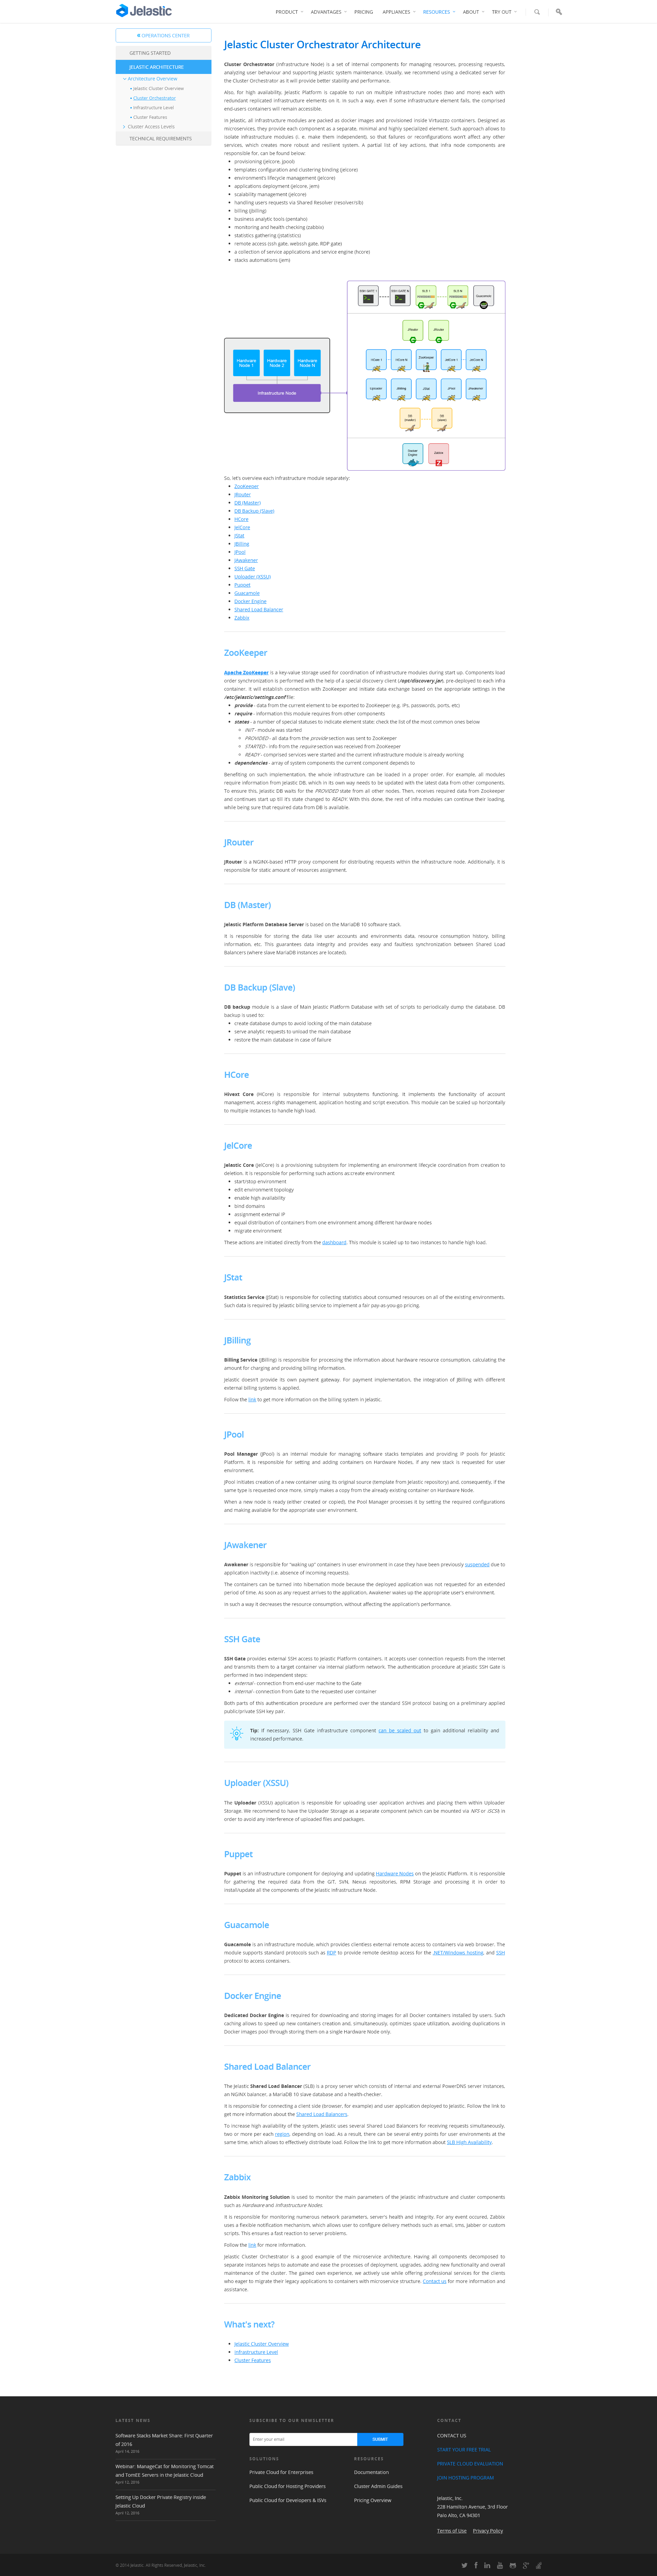 Jelastic
PRODUCT
ADVANTAGES
PRICING
APPLIANCES
RESOURCES
ABOUT
TRY OUT
OPERATIONS CENTER
GETTING STARTED
JELASTIC ARCHITECTURE
Architecture Overview
Jelastic Cluster Overview
Cluster Orchestrator
Infrastructure Level
Cluster Features
Cluster Access Levels
TECHNICAL REQUIREMENTS
Jelastic Cluster Orchestrator Architecture
Cluster Orchestrator (Infrastructure Node) is a set of internal components for managing resources, processing requests,
analyzing user behaviour and supporting Jelastic system maintenance. Usually, we recommend using a dedicated server for
the Cluster Orchestrator as it will provide better stability and performance.
Also, for high availability, Jelastic Platform is capable to run on multiple infrastructure nodes (two and more) each with
dedicated replicated infrastructure elements on it. In such a way, even if some infrastructure elements fail, the comprised
end-user environment will not be affected.
In Jelastic, all infrastructure modules are packed as docker images and provisioned inside Virtuozzo containers. Designed as
microservices, they provide each component as a separate, minimal and highly specialized element. Such approach allows to
isolate infrastructure modules (i. e. make them independent), so that failures or reconfigurations won't affect any other
services, which creates more robust and resilient system. A partial list of key actions, that infra node components are
responsible for, can be found below:
provisioning (jelcore, jpool)
templates configuration and clustering binding (jelcore)
environment's lifecycle management (jelcore)
applications deployment (jelcore, jem)
scalability management (jelcore)
handling users requests via Shared Resolver (resolver/slb)
billing (jbilling)
business analytic tools (pentaho)
monitoring and health checking (zabbix)
statistics gathering (jstatistics)
remote access (ssh gate, webssh gate, RDP gate)
a collection of service applications and service engine (hcore)
stacks automations (jem)
SSH GATE 1
SSH GATE N
SLB 1
SLB N
Guacamole
JRouter
JRouter
Hardware Node 1
Hardware Node 2
Hardware Node N
Infrastructure Node
HCore 1
HCore N
ZooKeeper
JelCore 1
JelCore N
Uploader
JBilling
JStat
JPool
JAwakener
Docker Engine
Zabbix
So, let's overview each infrastructure module separately:
ZooKeeper
JRouter
DB (Master)
DB Backup (Slave)
HCore
JelCore
JStat
JBilling
JPool
JAwakener
SSH Gate
Uploader (XSSU)
Puppet
Guacamole
Docker Engine
Shared Load Balancer
Zabbix
ZooKeeper
Apache ZooKeeper is a key-value storage used for coordination of infrastructure modules during start up. Components load
order synchronization is performed with the help of a special discovery client (/opt/discovery.jar), pre-deployed to each infra
container. It will establish connection with ZooKeeper and initiate data exchange based on the appropriate settings in the
/etc/jelastic/settings.conf file:
provide - data from the current element to be exported to ZooKeeper (e.g. IPs, passwords, ports, etc)
require - information this module requires from other components
states - a number of special statuses to indicate element state; check the list of the most common ones below
INIT - module was started
PROVIDED - all data from the provide section was sent to ZooKeeper
STARTED - info from the require section was received from ZooKeeper
READY - comprised services were started ahd the current infrastructure module is already working
dependencies - array of system components the current component depends to
Benefiting on such implementation, the whole infrastructure can be loaded in a proper order. For example, all modules
require information from Jelastic DB, which in its own way needs to be updated with the latest data from other components.
To ensure this, Jelastic DB waits for the PROVIDED state from all other nodes. Then, receives required data from Zookeeper
and continues start up till it's state changed to READY. With this done, the rest of infra modules can continue their loading,
while being sure that required data from DB is available.
JRouter
JRouter is a NGINX-based HTTP proxy component for distributing requests within the infrastructure node. Additionally, it is
responsible for static amount of resources assignment.
DB (Master)
Jelastic Platform Database Server is based on the MariaDB 10 software stack.
It is responsible for storing the data like user accounts and environments data, resource consumption history, billing
information, etc. This guarantees data integrity and provides easy and faultless synchronization between Shared Load
Balancers (where slave MariaDB instances are located).
DB Backup (Slave)
DB backup module is a slave of Main Jelastic Platform Database with set of scripts to periodically dump the database. DB
backup is used to:
create database dumps to avoid locking of the main database
serve analytic requests to unload the main database
restore the main database in case of failure
HCore
Hivext Core (HCore) is responsible for internal subsystems functioning. It implements the functionality of account
management, access rights management, application hosting and script execution. This module can be scaled up horizontally
to multiple instances to handle high load.
JelCore
Jelastic Core (JelCore) is a provisioning subsystem for implementing an environment lifecycle coordination from creation to
deletion. It is responsible for performing such actions as:create environment
start/stop environment
edit environment topology
enable high availability
bind domains
assignment external IP
equal distribution of containers from one environment among different hardware nodes
migrate environment
These actions are initiated directly from the dashboard. This module is scaled up to two instances to handle high load.
JStat
Statistics Service (JStat) is responsible for collecting statistics about consumed resources on all of the existing environments.
Such data is required by Jelastic billing service to implement a fair pay-as-you-go pricing.
JBilling
Billing Service (JBilling) is responsible for processing the information about hardware resource consumption, calculating the
amount for charging and providing billing information.
Jelastic doesn't provide its own payment gateway. For payment implementation, the integration of JBilling with different
external billing systems is applied.
Follow the link to get more information on the billing system in Jelastic.
JPool
Pool Manager (JPool) is an internal module for managing software stacks templates and providing IP pools for Jelastic
Platform. It is responsible for setting and adding containers on Hardware Nodes, if any new stack is requested for user
environment.
JPool initiates creation of a new container using its original source (template from Jelastic repository) and, consequently, if the
same type is requested once more, simply makes a copy from the already existing container on Hardware Node.
When a new node is ready (either created or copied), the Pool Manager processes it by setting the required configurations
and making available for the appropriate user environment.
JAwakener
Awakener is responsible for "waking up" containers in user environment in case they have been previously suspended due to
application inactivity (i.e. absence of incoming requests).
The containers can be turned into hibernation mode because the deployed application was not requested for an extended
period of time. As soon as any request arrives to the application, Awakener wakes up the appropriate user's environment.
In such a way it decreases the resource consumption, without affecting the application's performance.
SSH Gate
SSH Gate provides external SSH access to Jelastic Platform containers. It accepts user connection requests from the internet
and transmits them to a target container via internal platform network. The authentication procedure at Jelastic SSH Gate is
performed in two independent steps:
external - connection from end user machine to the Gate
internal - connection from Gate to the requested user container
Both parts of this authentication procedure are performed over the standard SSH protocol basing on a preliminary applied
public/private SSH key pair.
Tip: If necessary, SSH Gate infrastructure component can be scaled out to gain additional reliability and
increased performance.
Uploader (XSSU)
The Uploader (XSSU) application is responsible for uploading user application archives and placing them within Uploader
Storage. We recommend to have the Uploader Storage as a separate component (which can be mounted via NFS or iSCSI) in
order to avoid any interference of uploaded files and packages.
Puppet
Puppet is an infrastructure component for deploying and updating Hardware Nodes on the Jelastic Platform. It is responsible
for gathering the required data from the GIT, SVN, Nexus repositories, RPM Storage and processing it in order to
install/update all the components of the Jelastic Infrastructure Node.
Guacamole
Guacamole is an infrastructure module, which provides clientless external remote access to containers via web browser. The
module supports standard protocols such as RDP to provide remote desktop access for the .NET/Windows hosting, and SSH
protocol to access containers.
Docker Engine
Dedicated Docker Engine is required for downloading and storing images for all Docker containers installed by users. Such
caching allows to speed up new containers creation and, simultaneously, optimizes space utilization, avoiding duplications in
Docker images pool through storing them on a single Hardware Node only.
Shared Load Balancer
The Jelastic Shared Load Balancer (SLB) is a proxy server which consists of internal and external PowerDNS server instances,
an NGINX balancer, a MariaDB 10 slave database and a health-checker.
It is responsible for connecting a client side (browser, for example) and user application deployed to Jelastic. Follow the link to
get more information about the Shared Load Balancers.
To increase high availability of the system, Jelastic uses several Shared Load Balancers for receiving requests simultaneously,
two or more per each region, depending on load. As a result, there can be several entry points for user environments at the
same time, which allows to effectively distribute load. Follow the link to get more information about SLB High Availability.
Zabbix
Zabbix Monitoring Solution is used to monitor the main parameters of the Jelastic infrastructure and cluster components
such as Hardware and Infrastructure Nodes.
It is responsible for monitoring numerous network parameters, server's health and integrity. For any event occured, Zabbix
uses a flexible notification mechanism, which allows user to configure delivery methods such as email, sms, jabber or custom
scripts. This ensures a fast reaction to server problems.
Follow the link for more information.
Jelastic Cluster Orchestrator is a good example of the microservice architecture. Having all components decomposed to
separate instances helps to automate and ease the processes of deployment, upgrades, adding new functionality and overall
maintenance of the cluster. The gained own experience, we actively use while offering professional services for the clients
who eager to migrate their legacy applications to containers with microservice structure. Contact us for more information and
assistance.
What's next?
Jelastic Cluster Overview
Infrastructure Level
Cluster Features
LATEST NEWS
Software Stacks Market Share: First Quarter
of 2016
April 14, 2016
Webinar: ManageCat for Monitoring Tomcat
and TomEE Servers in the Jelastic Cloud
April 12, 2016
Setting Up Docker Private Registry inside
Jelastic Cloud
April 12, 2016
SUBSCRIBE TO OUR NEWSLETTER
Enter your email
SUBMIT
SOLUTIONS
Private Cloud for Enterprises
Public Cloud for Hosting Providers
Public Cloud for Developers & ISVs
RESOURCES
Documentation
Cluster Admin Guides
Pricing Overview
CONTACT
CONTACT US
START YOUR FREE TRIAL
PRIVATE CLOUD EVALUATION
JOIN HOSTING PROGRAM
Jelastic, Inc.
228 Hamilton Avenue, 3rd Floor
Palo Alto, CA 94301
Terms of Use
Privacy Policy
© 2016 Jelastic. All Rights Reserved, Jelastic, Inc.